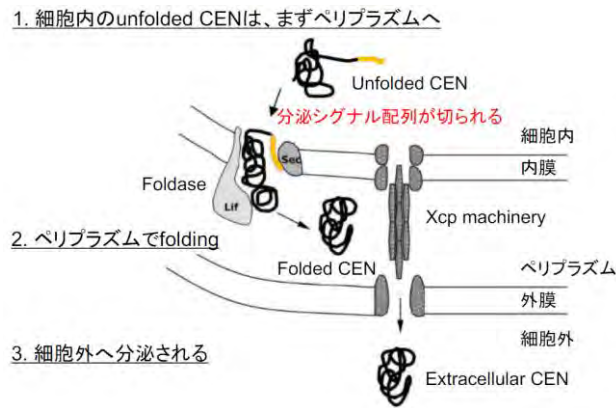 1. 細胞内のunfolded CENは、まずペリプラズムへ
Unfolded CEN
分泌シグナル配列が切られる
細胞内
Sec
内膜
Foldase
Lif
Xcp machinery
2. ペリプラズムでfolding
Folded CEN
ペリプラズム
外膜
細胞外
3. 細胞外へ分泌される
Extracellular CEN